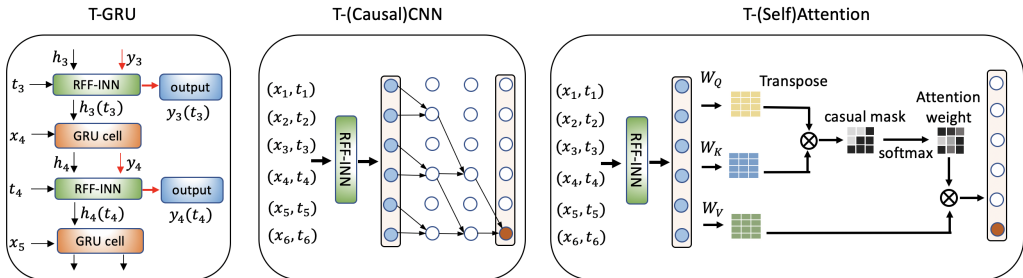 T-GRU
h₃
y₃
t₃
RFF-INN
output
h₃(t₃)
y₃(t₃)
x₄
GRU cell
h₄
y₄
t₄
RFF-INN
output
h₄(t₄)
y₄(t₄)
x₅
GRU cell
T-(Causal)CNN
(x₁, t₁)
(x₂, t₂)
(x₃, t₃)
(x₄, t₄)
(x₅, t₅)
(x₆, t₆)
RFF-INN
T-(Self)Attention
(x₁, t₁)
(x₂, t₂)
(x₃, t₃)
(x₄, t₄)
(x₅, t₅)
(x₆, t₆)
RFF-INN
W_Q
Transpose
W_K
W_V
casual mask
softmax
Attention
weight